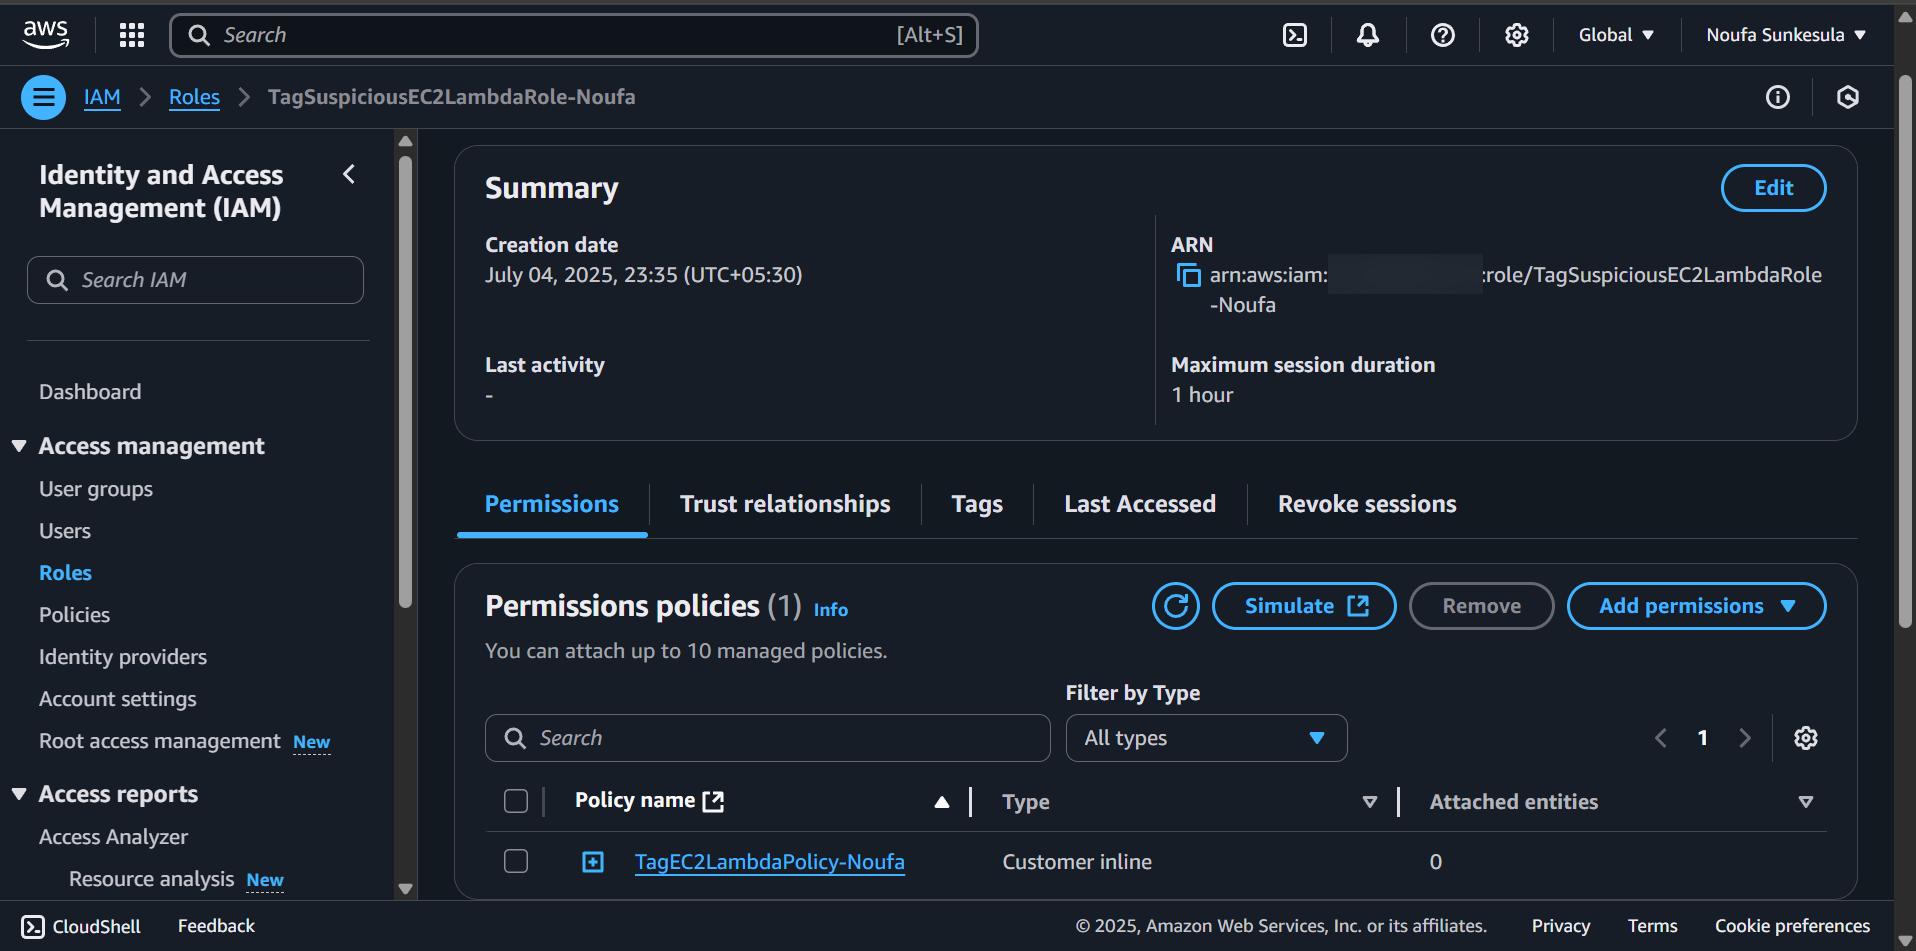 aws
Search
[Alt+S]
Global
Noufa Sunkesula
IAM
Roles
TagSuspiciousEC2LambdaRole-Noufa
Identity and Access
Management (IAM)
Search IAM
Dashboard
Access management
User groups
Users
Roles
Policies
Identity providers
Account settings
Root access management New
Access reports
Access Analyzer
Resource analysis New
Summary
Edit
Creation date
July 04, 2025, 23:35 (UTC+05:30)
ARN
arn:aws:iam: :role/TagSuspiciousEC2LambdaRole
-Noufa
Last activity
-
Maximum session duration
1 hour
Permissions
Trust relationships
Tags
Last Accessed
Revoke sessions
Permissions policies (1) Info
Simulate
Remove
Add permissions
You can attach up to 10 managed policies.
Filter by Type
Search
All types
1
Policy name
Type
Attached entities
TagEC2LambdaPolicy-Noufa
Customer inline
0
CloudShell
Feedback
© 2025, Amazon Web Services, Inc. or its affiliates.
Privacy
Terms
Cookie preferences